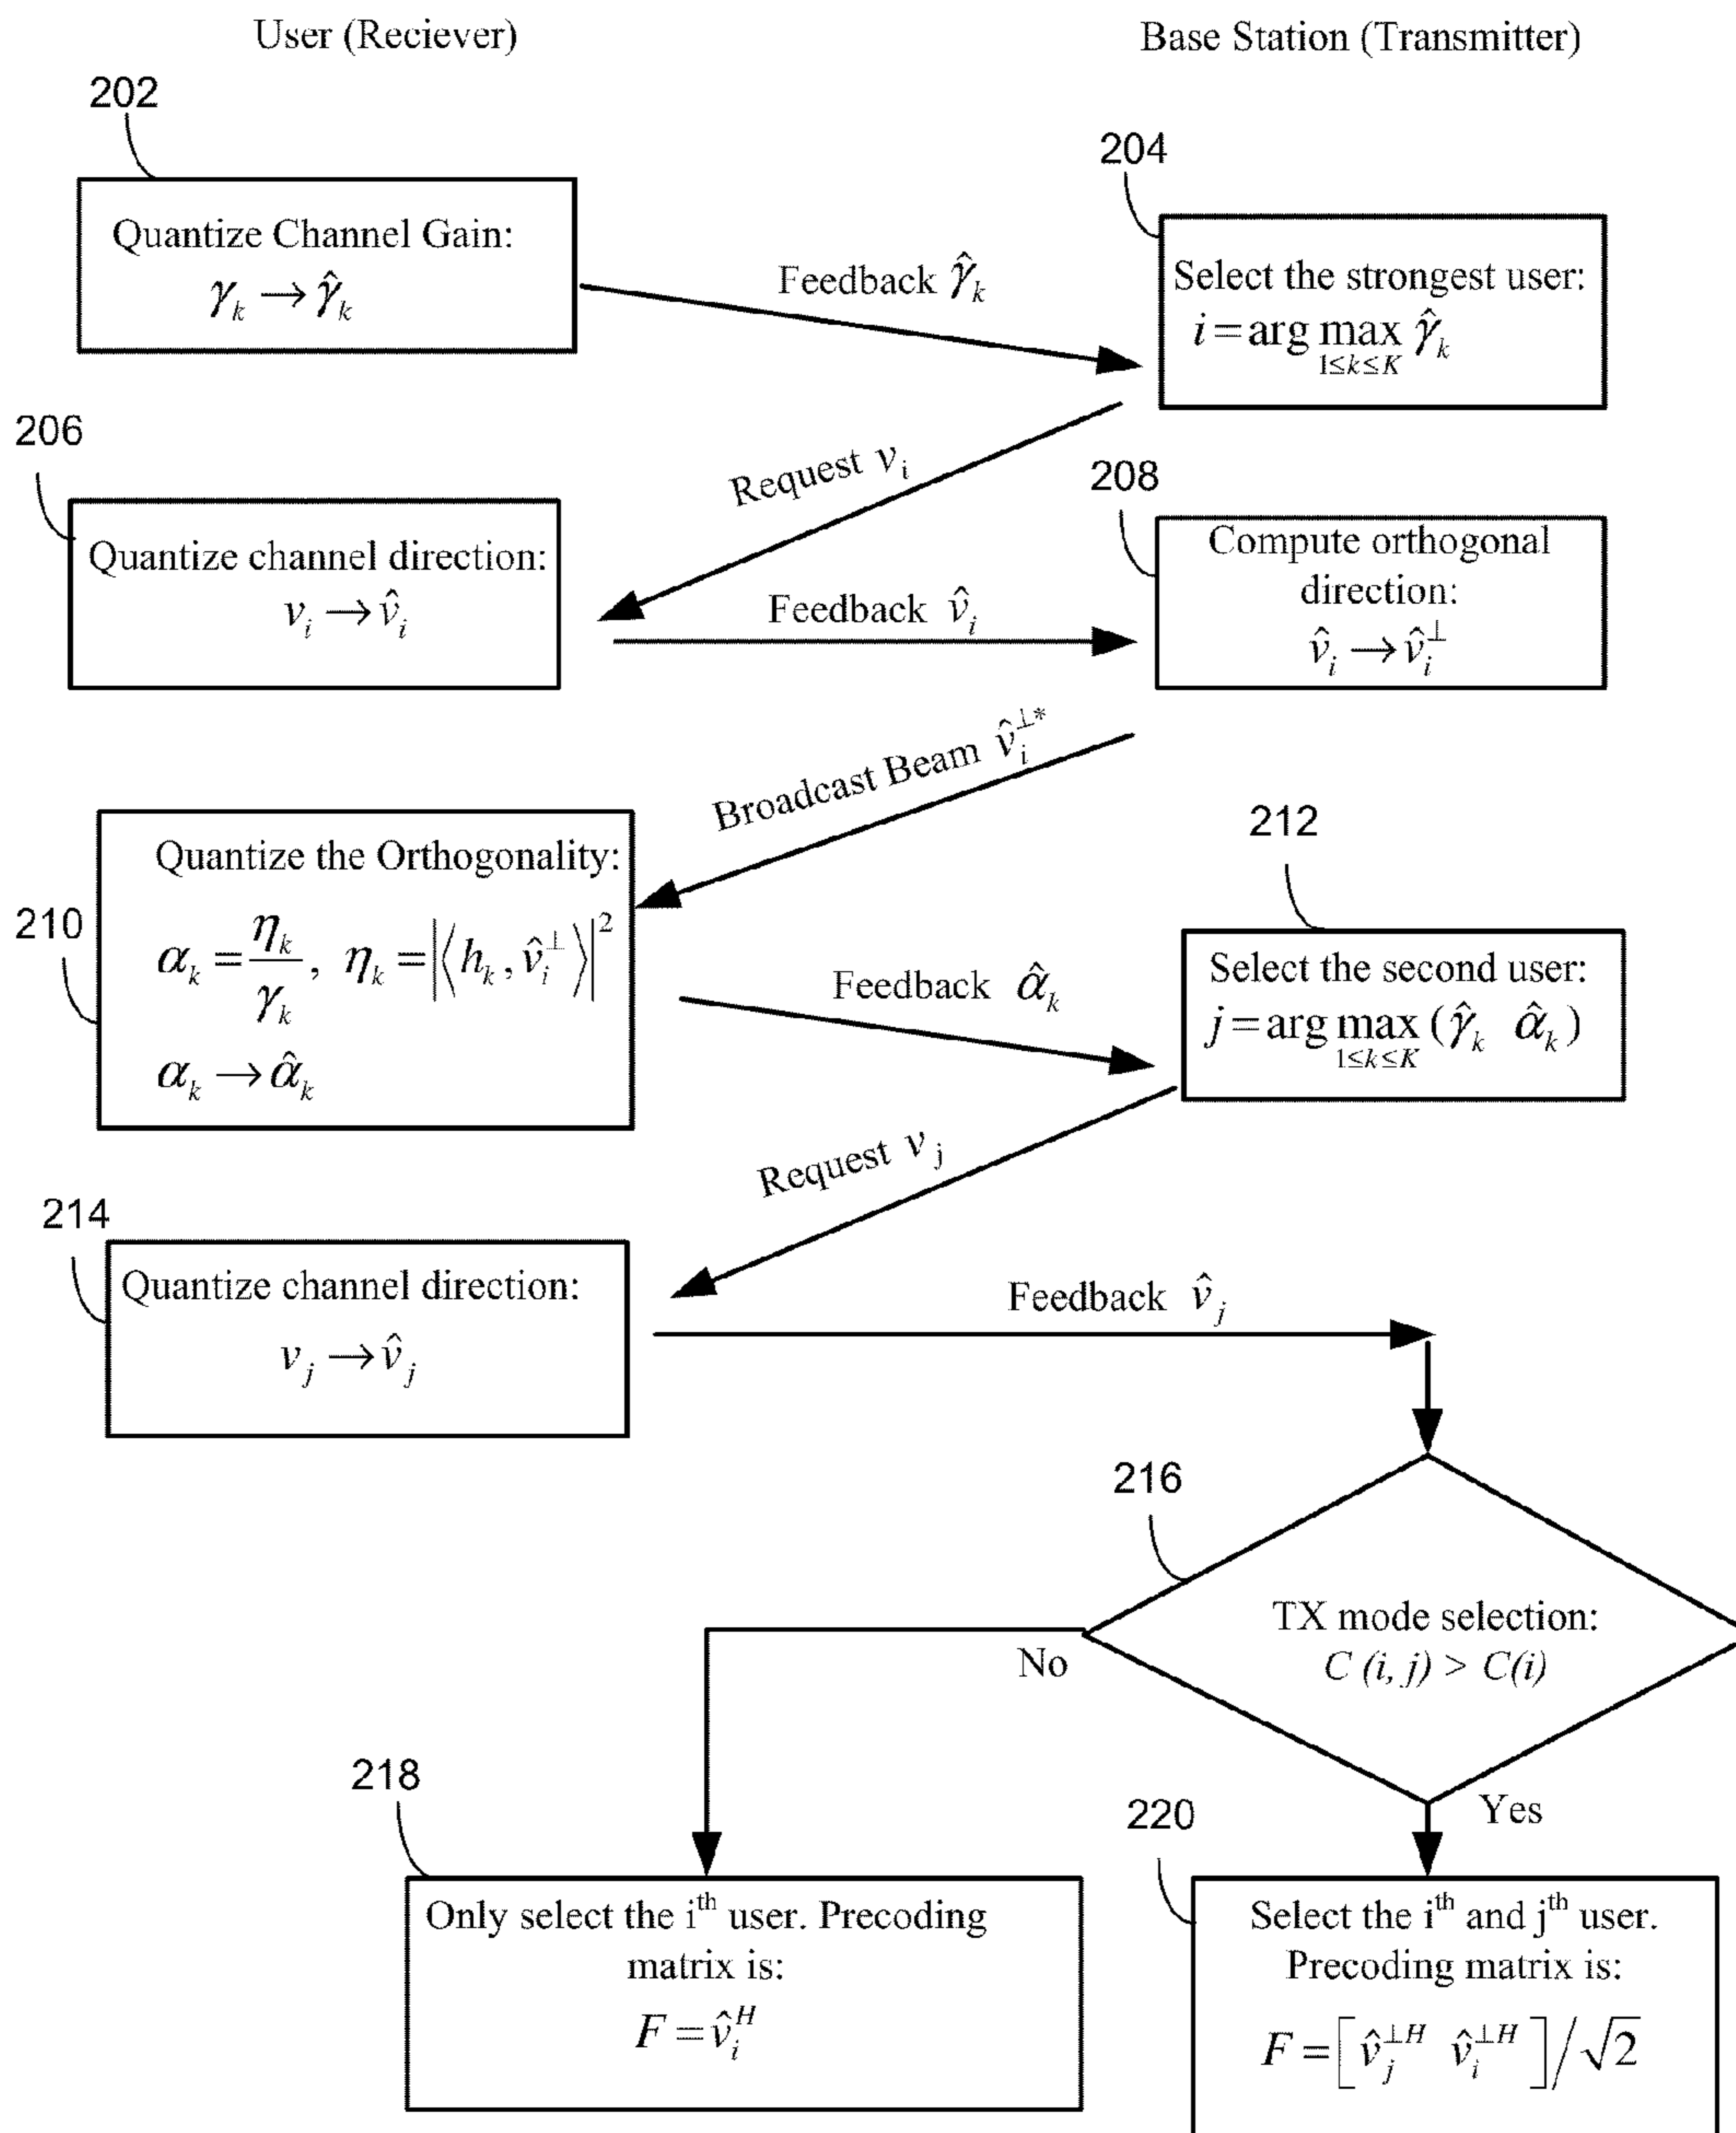 User (Reciever)
Base Station (Transmitter)
202
204
Quantize Channel Gain:
γ_k → γ̂_k
Feedback γ̂_k
Select the strongest user:
i = arg max γ̂_k
1≤k≤K
206
Request v_i
208
Quantize channel direction:
v_i → v̂_i
Feedback v̂_i
Compute orthogonal
direction:
v̂_i → v̂_i^⊥
Broadcast Beam v̂_i^⊥*
210
Quantize the Orthogonality:
α_k = η_k / γ_k, η_k = |⟨h_k, v̂_i^⊥⟩|^2
α_k → α̂_k
Feedback α̂_k
212
Select the second user:
j = arg max (γ̂_k α̂_k)
1≤k≤K
Request v_j
214
Quantize channel direction:
v_j → v̂_j
Feedback v̂_j
216
TX mode selection:
C (i, j) > C(i)
No
Yes
218
Only select the i^th user. Precoding
matrix is:
F = v̂_i^H
220
Select the i^th and j^th user.
Precoding matrix is:
F = [ v̂_j^⊥H v̂_i^⊥H ]/√2